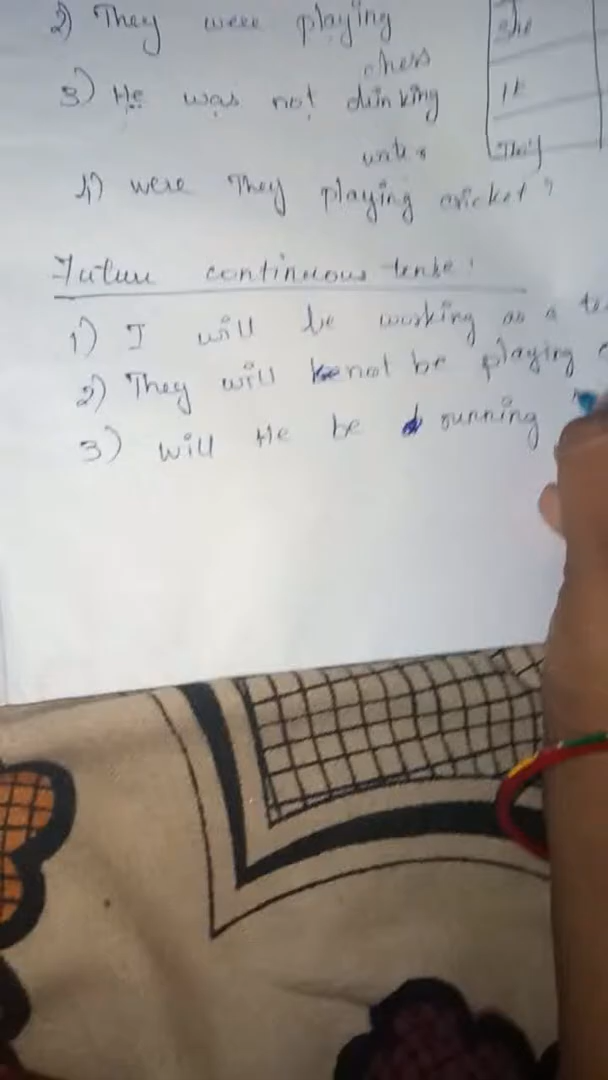 2) They were playing
chess
3) He was not drinking
water
4) were They playing cricket?
She
It
They
Future continuous tense:
1) I will be working as a
2) They will not be playing
3) will He be running